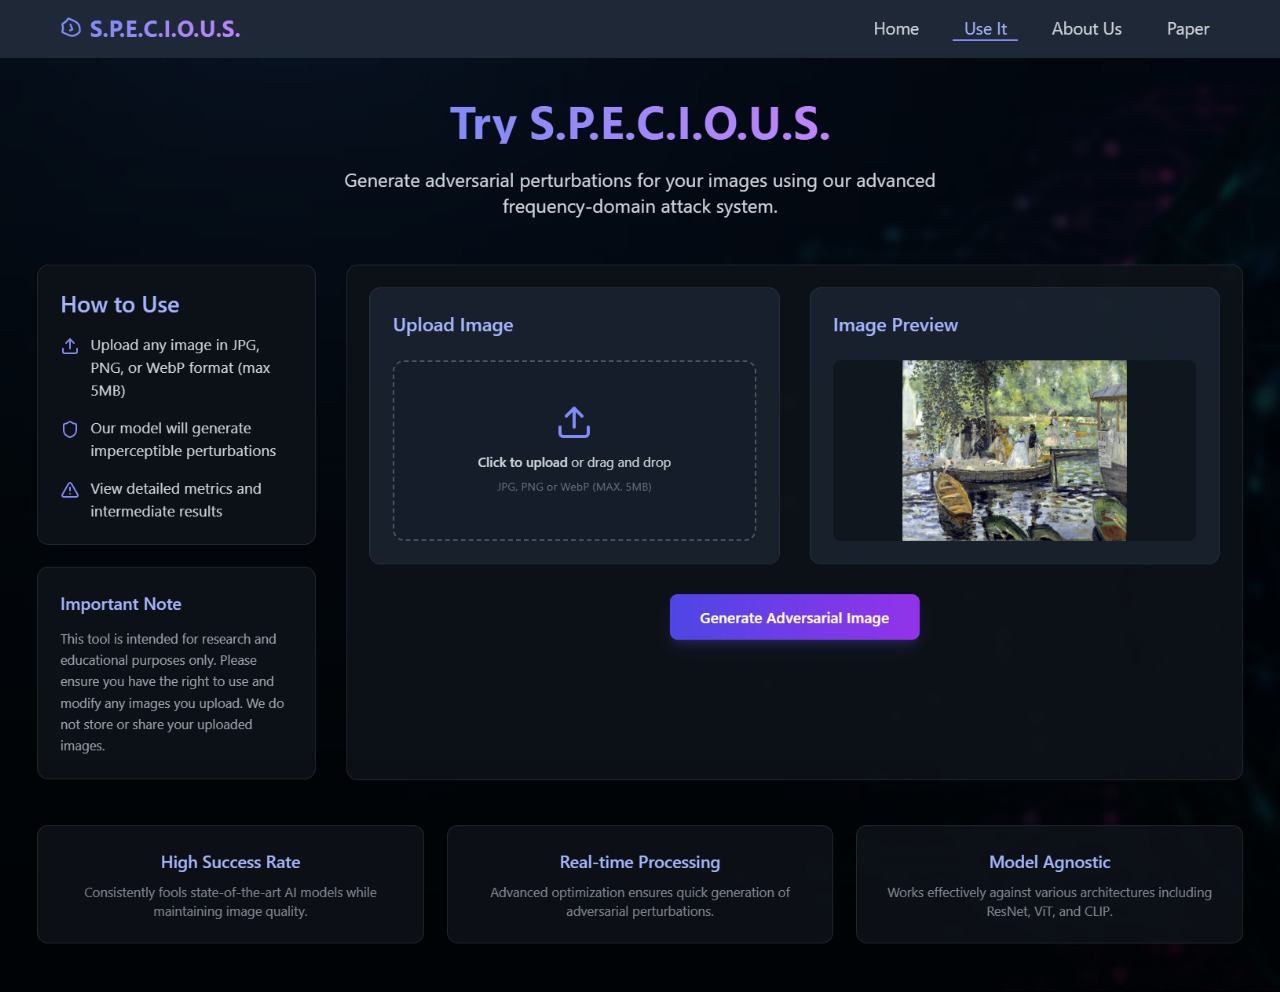 S.P.E.C.I.O.U.S.
Home
Use It
About Us
Paper
Try S.P.E.C.I.O.U.S.
Generate adversarial perturbations for your images using our advanced
frequency-domain attack system.
How to Use
Upload any image in JPG,
PNG, or WebP format (max
5MB)
Our model will generate
imperceptible perturbations
View detailed metrics and
intermediate results
Important Note
This tool is intended for research and
educational purposes only. Please
ensure you have the right to use and
modify any images you upload. We do
not store or share your uploaded
images.
Upload Image
Click to upload or drag and drop
JPG, PNG or WebP (MAX. 5MB)
Image Preview
Generate Adversarial Image
High Success Rate
Consistently fools state-of-the-art AI models while
maintaining image quality.
Real-time Processing
Advanced optimization ensures quick generation of
adversarial perturbations.
Model Agnostic
Works effectively against various architectures including
ResNet, ViT, and CLIP.